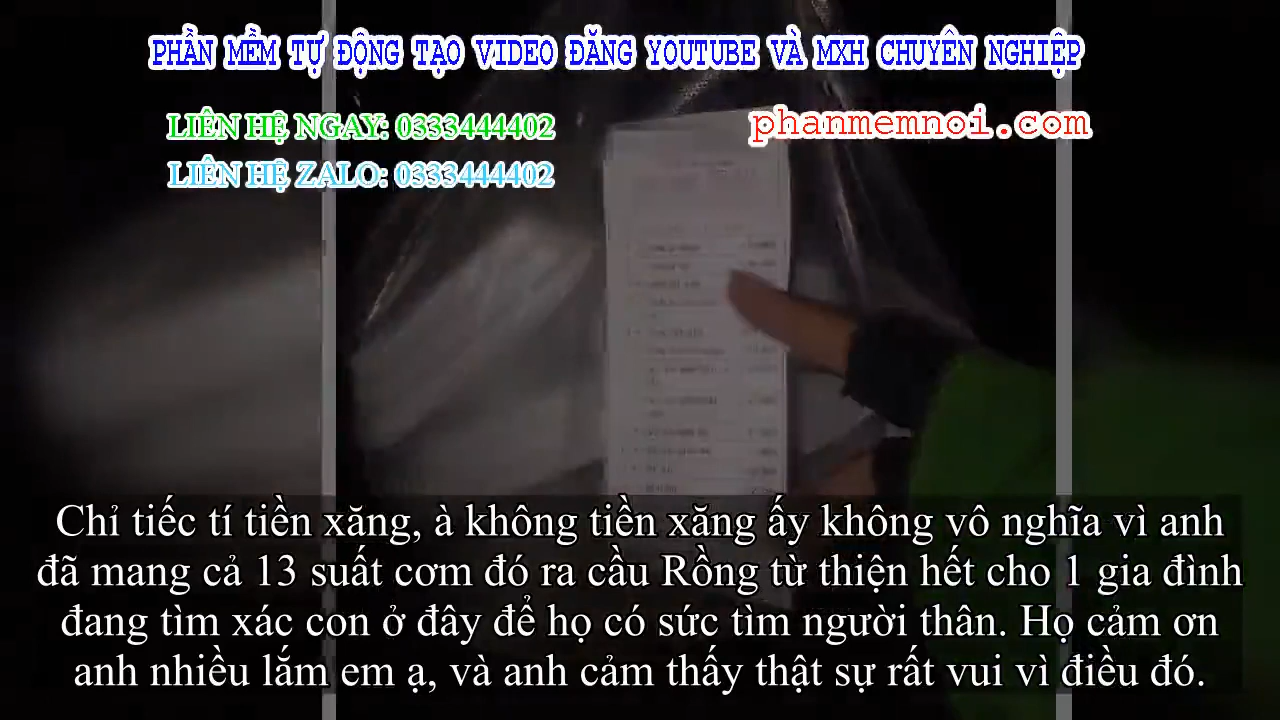 PHẦN MỀM TỰ ĐỘNG TẠO VIDEO ĐĂNG YOUTUBE VÀ MXH CHUYÊN NGHIỆP
LIÊN HỆ NGAY: 0333444402
phanmemnoi.com
LIÊN HỆ ZALO: 0333444402
Chỉ tiếc tí tiền xăng, à không tiền xăng ấy không vô nghĩa vì anh
đã mang cả 13 suất cơm đó ra cầu Rồng từ thiện hết cho 1 gia đình
đang tìm xác con ở đây để họ có sức tìm người thân. Họ cảm ơn
anh nhiều lắm em ạ, và anh cảm thấy thật sự rất vui vì điều đó.